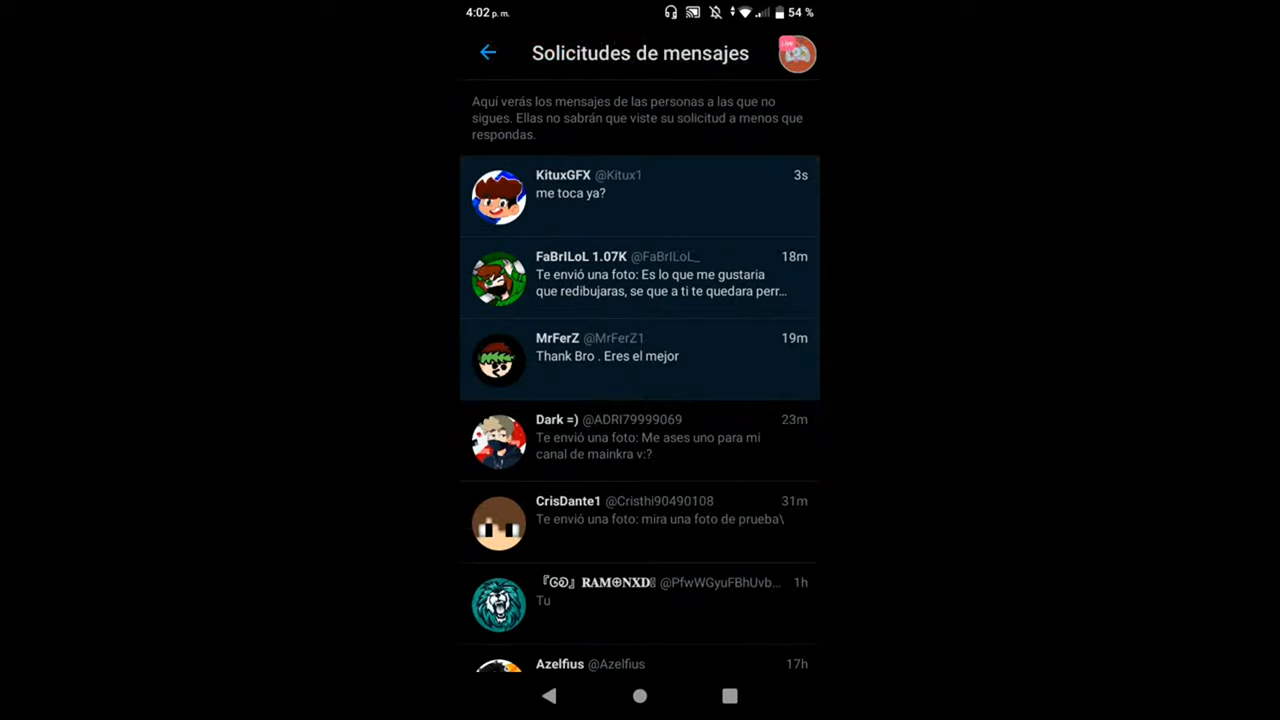 4:02 p. m.
54 %
Solicitudes de mensajes
Live
Aquí verás los mensajes de las personas a las que no
sigues. Ellas no sabrán que viste su solicitud a menos que
respondas.
KituxGFX @Kitux1 3s
me toca ya?
FaBrILoL 1.07K @FaBrILoL_ 18m
Te envió una foto: Es lo que me gustaria
que redibujaras, se que a ti te quedara perr…
MrFerZ @MrFerZ1 19m
Thank Bro . Eres el mejor
Dark =) @ADRI79999069 23m
Te envió una foto: Me ases uno para mi
canal de mainkra v:?
CrisDante1 @Cristhi90490108 31m
Te envió una foto: mira una foto de prueba\
𝐑𝐀𝐌⊕𝐍𝐗𝐃 @PfwWGyuFBhUvb… 1h
Tu
Azelfius @Azelfius 17h